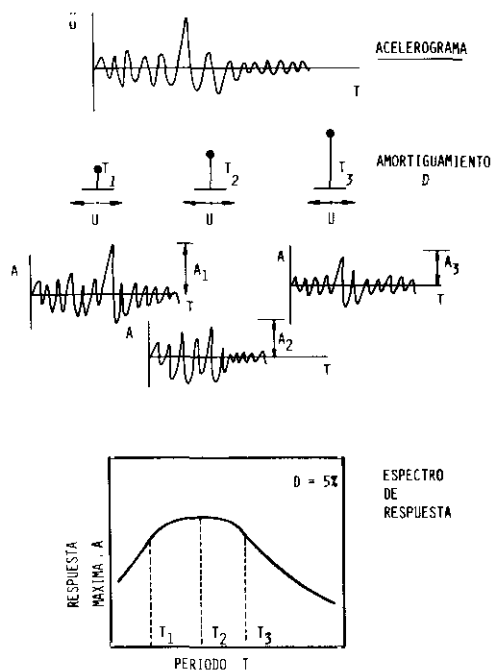 Ü
ACELEROGRAMA
T
T1 T2 T3
AMORTIGUAMIENTO
D
U U U
A A1 T
A A3 T
A A2 T
D = 5%
ESPECTRO
DE
RESPUESTA
RESPUESTA
MAXIMA , A
T1 T2 T3
PERIODO T